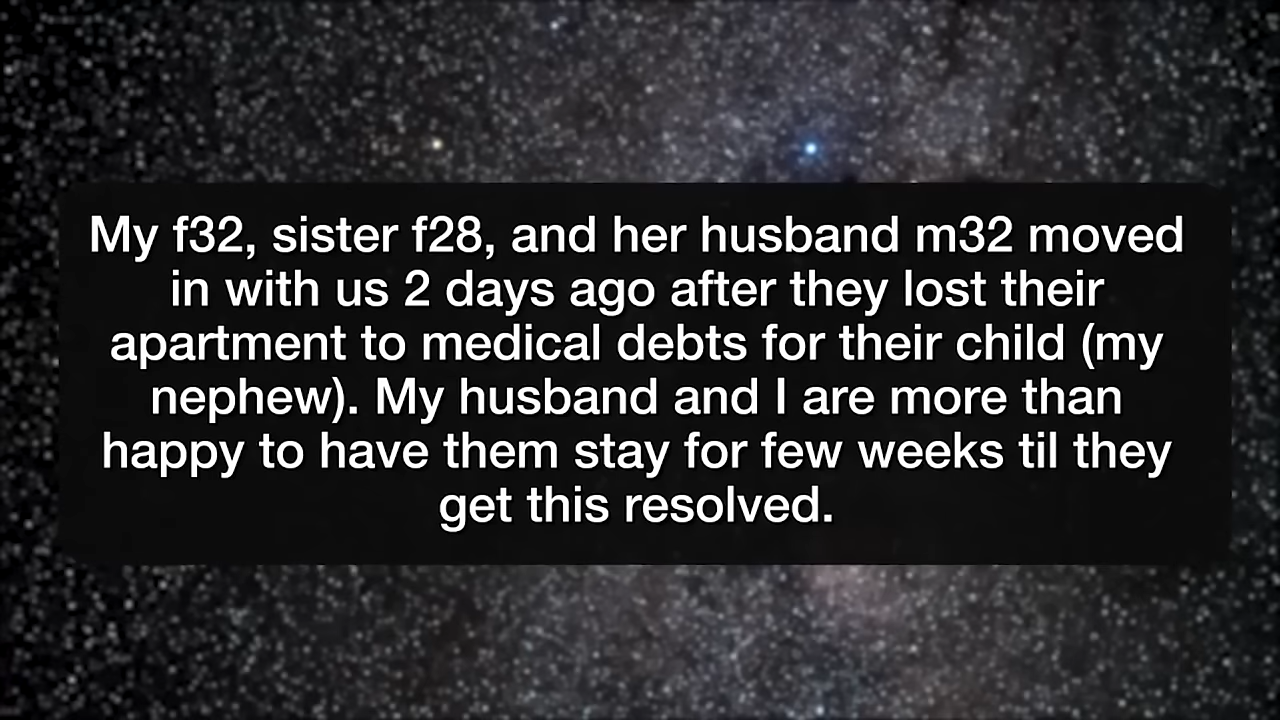 My f32, sister f28, and her husband m32 moved
in with us 2 days ago after they lost their
apartment to medical debts for their child (my
nephew). My husband and I are more than
happy to have them stay for few weeks til they
get this resolved.